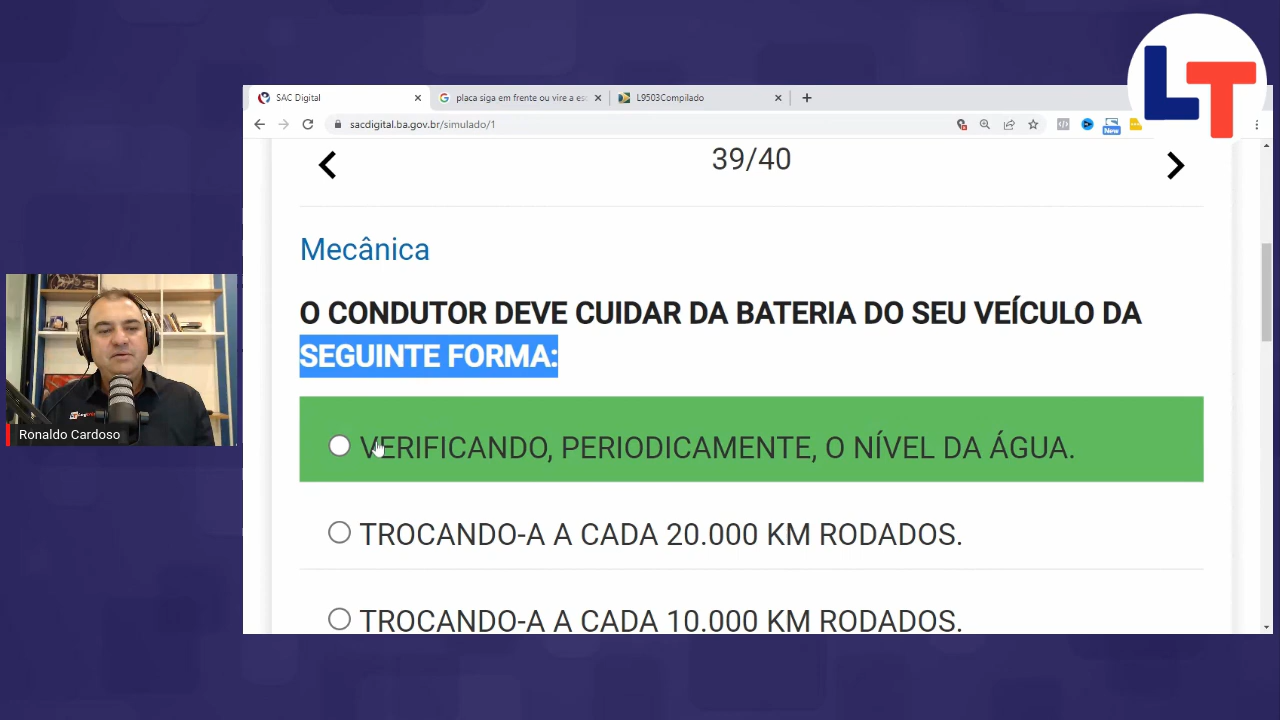 LT
SAC Digital
placa siga em frente ou vire a es
L9503Compilado
sacdigital.ba.gov.br/simulado/1
New
39/40
Mecânica
O CONDUTOR DEVE CUIDAR DA BATERIA DO SEU VEÍCULO DA
SEGUINTE FORMA:
VERIFICANDO, PERIODICAMENTE, O NÍVEL DA ÁGUA.
TROCANDO-A A CADA 20.000 KM RODADOS.
TROCANDO-A A CADA 10.000 KM RODADOS.
Ronaldo Cardoso